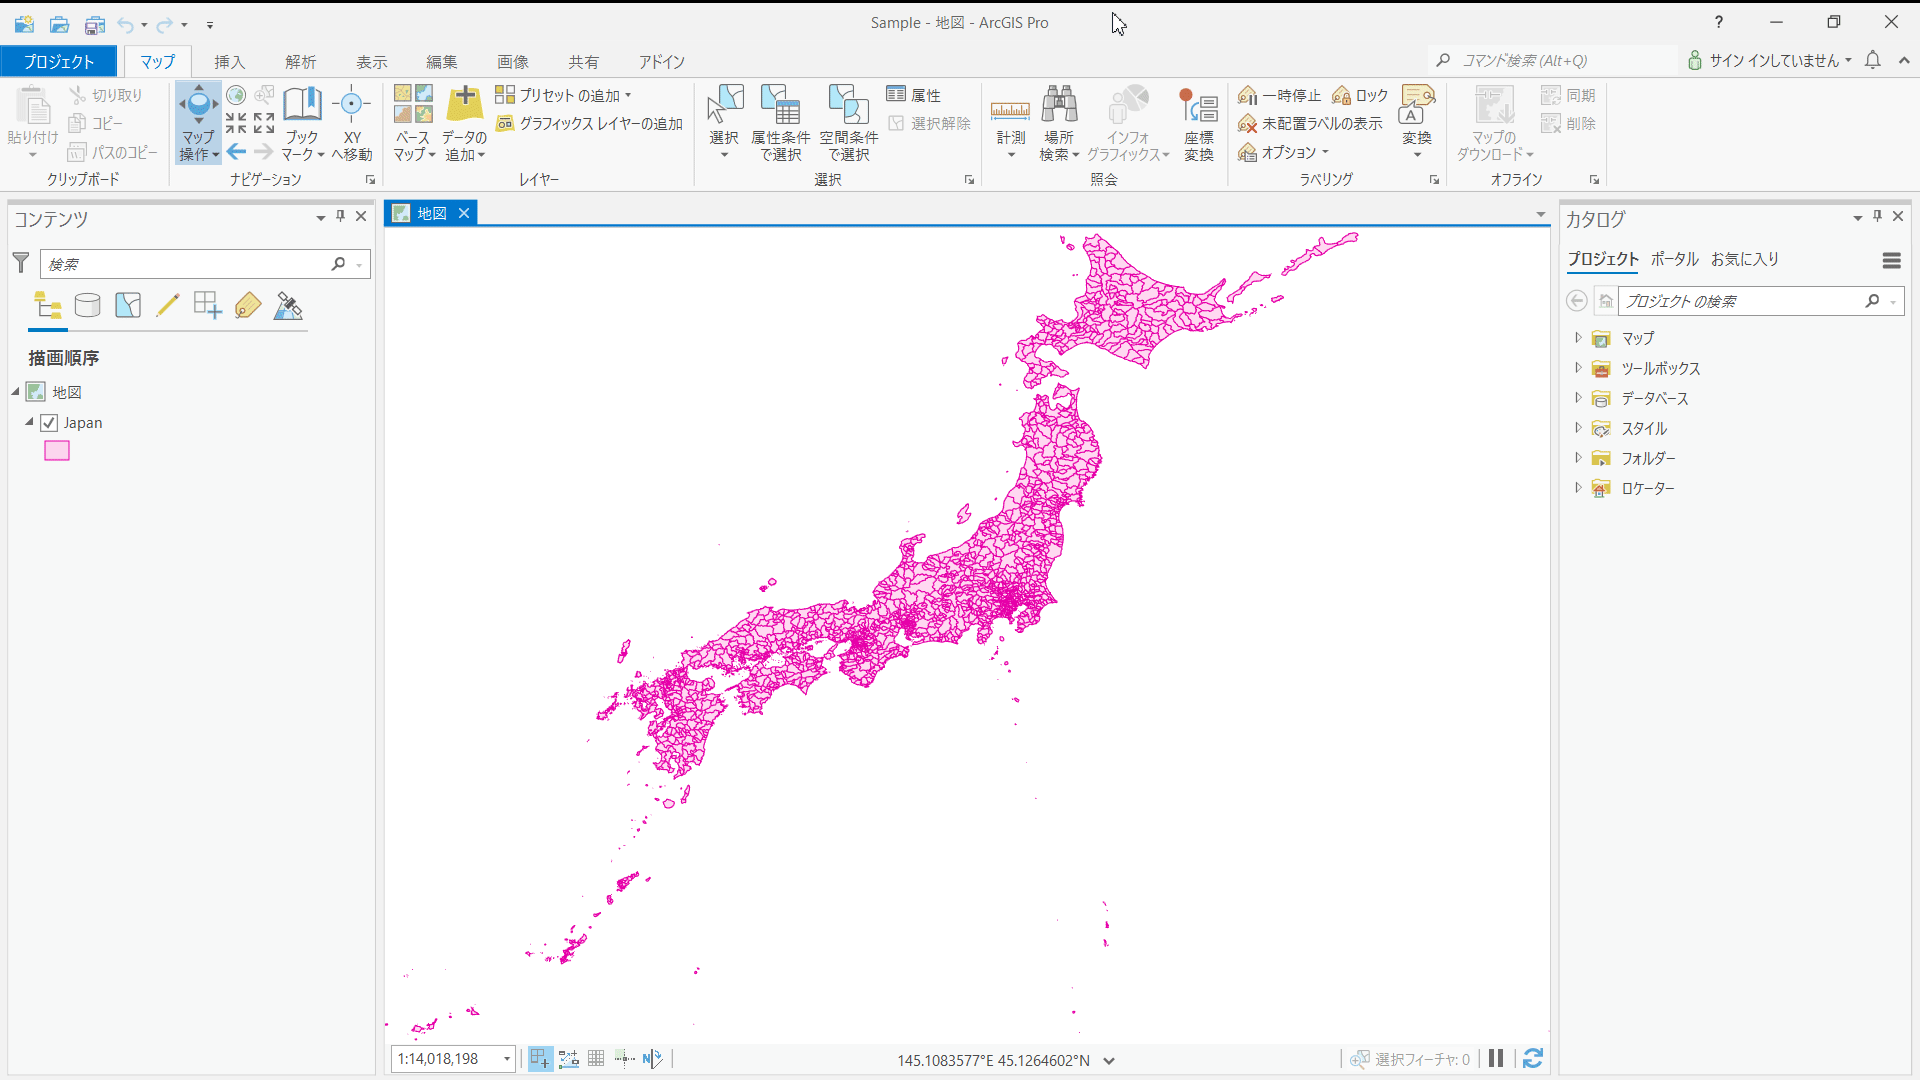 Sample - 地図 - ArcGIS Pro
?
プロジェクト マップ 挿入 解析 表示 編集 画像 共有 アドイン
コマンド検索 (Alt+Q)
サイン インしていません
貼り付け
切り取り
コピー
パスのコピー
クリップボード
マップ
操作
ブック
マーク
XY
へ移動
ナビゲーション
ベース
マップ
データの
追加
プリセット の追加
グラフィックス レイヤーの追加
レイヤー
選択
属性条件
で選択
空間条件
で選択
属性
選択解除
選択
計測
場所
検索
インフォ
グラフィックス
座標
変換
照会
一時停止
ロック
未配置ラベルの表示
オプション
変換
ラベリング
マップの
ダウンロード
同期
削除
オフライン
コンテンツ
検索
描画順序
地図
Japan
地図
1:14,018,198
145.1083577°E 45.1264602°N
選択フィーチャ: 0
カタログ
プロジェクト ポータル お気に入り
プロジェクト の検索
マップ
ツールボックス
データベース
スタイル
フォルダー
ロケーター